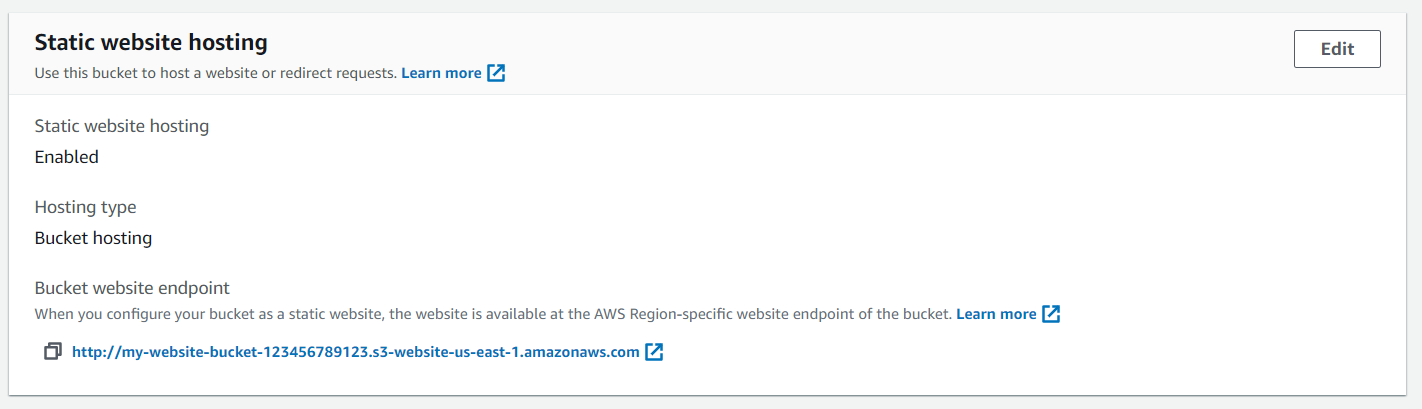 Static website hosting
Edit
Use this bucket to host a website or redirect requests. Learn more
Static website hosting
Enabled
Hosting type
Bucket hosting
Bucket website endpoint
When you configure your bucket as a static website, the website is available at the AWS Region-specific website endpoint of the bucket. Learn more
http://my-website-bucket-123456789123.s3-website-us-east-1.amazonaws.com